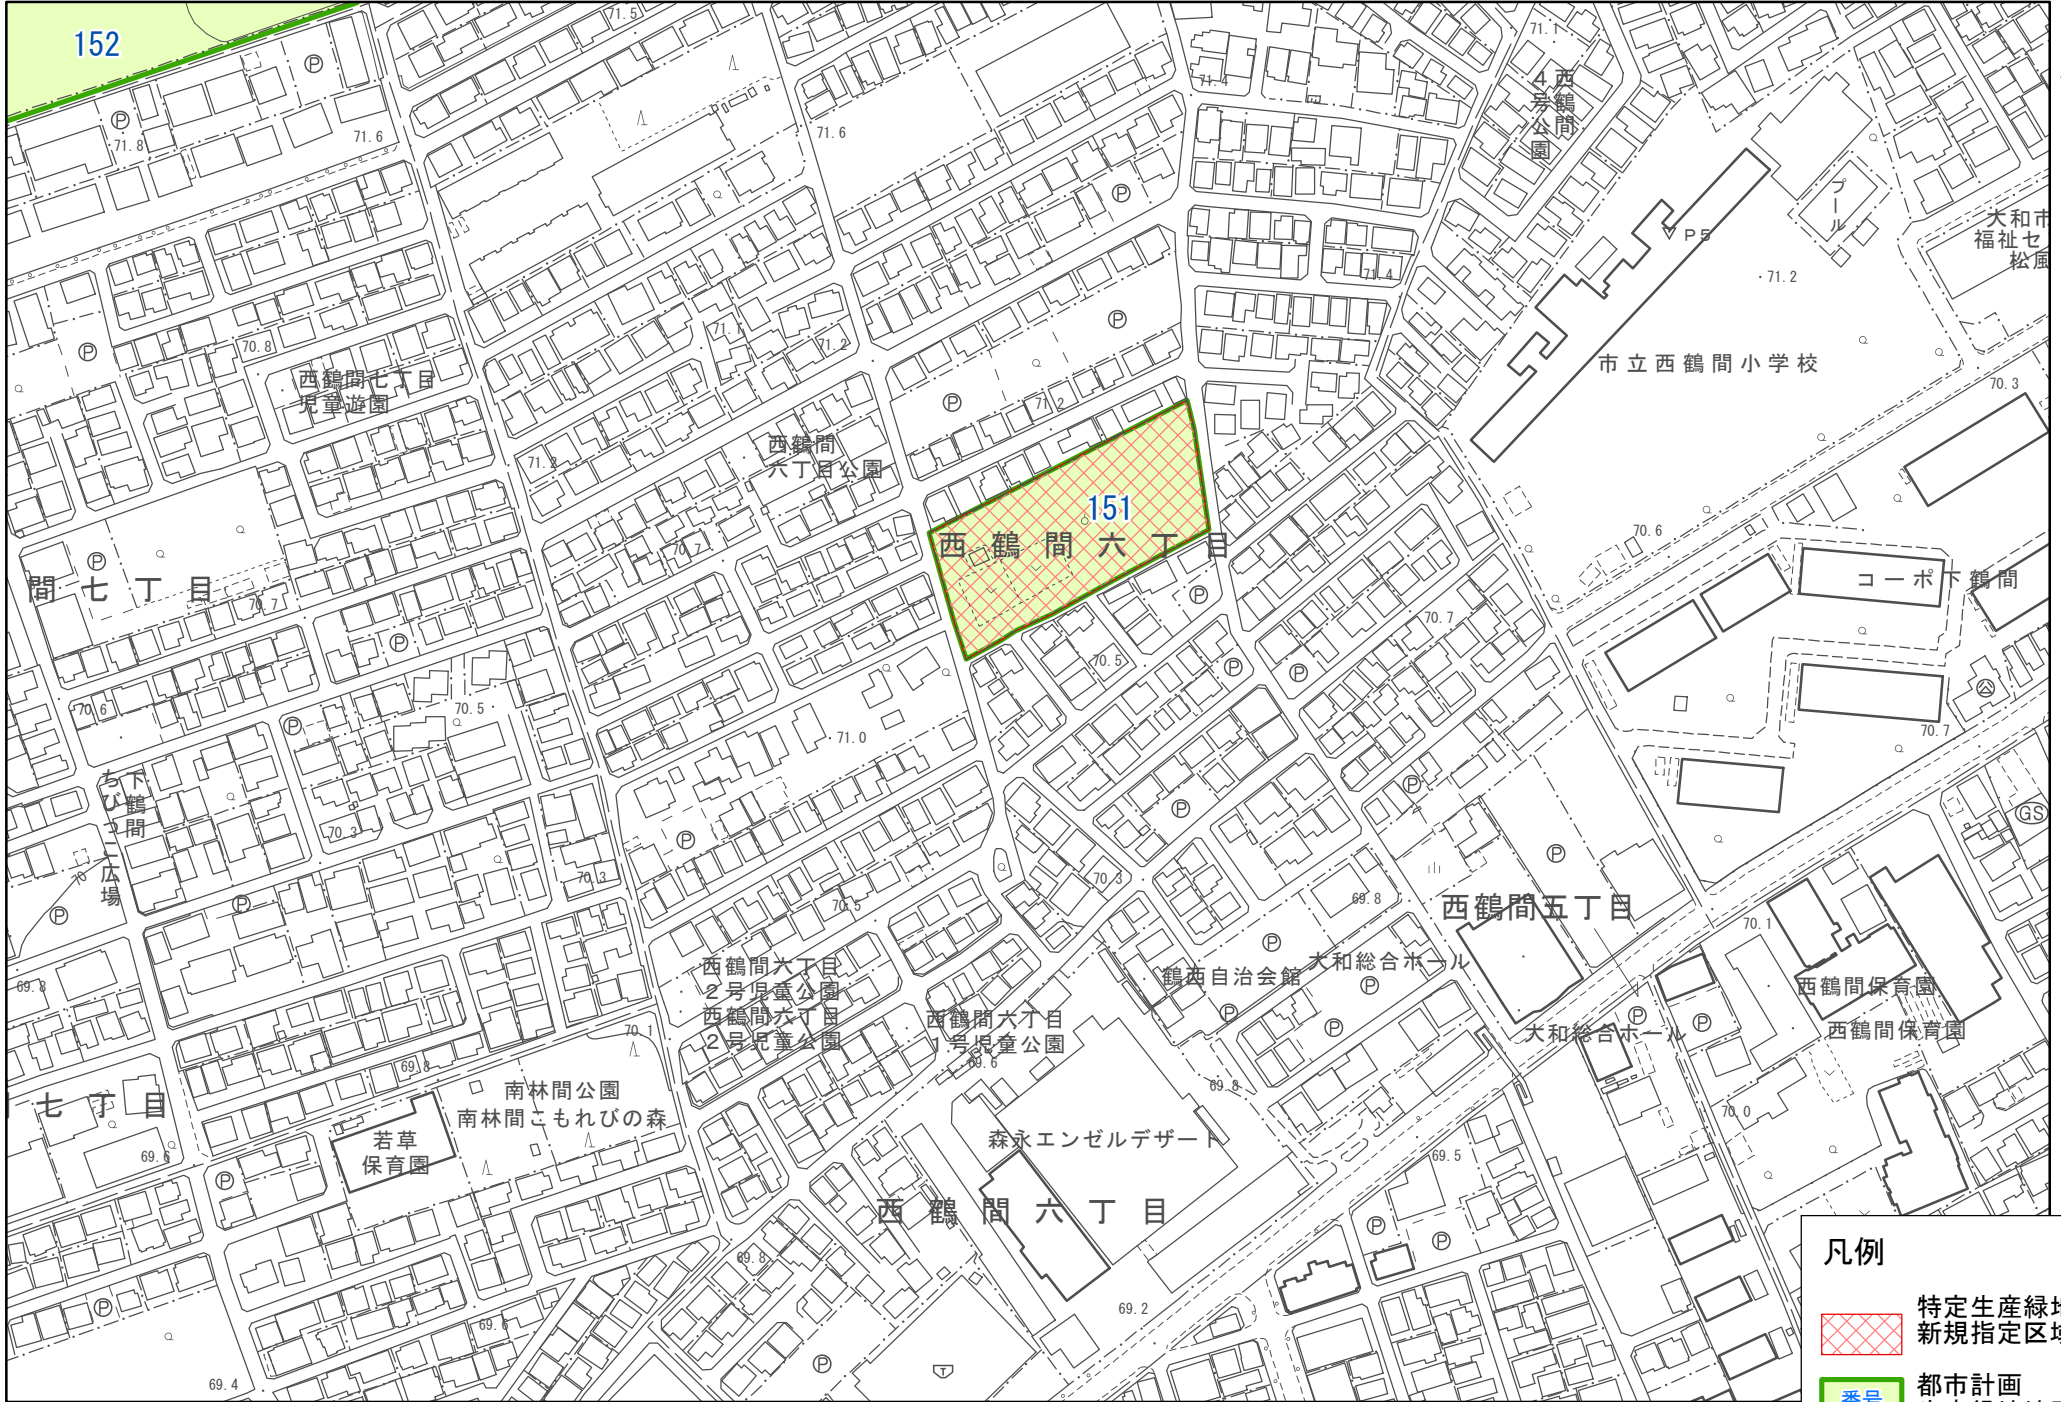 152
71.5
71.1
71.4
西鶴間
4号公園
71.8
71.6
71.6
プール
P5
大和市
福祉セ
松風
71.2
71.4
71.1
71.2
70.8
西鶴間七丁目
児童遊園
市立西鶴間小学校
70.3
71.2
西鶴間
六丁目公園
71.2
151
西鶴間六丁目
70.6
70.7
間七丁目
70.7
コーポ下鶴間
70.7
70.5
70.6
70.5
71.0
70.7
下鶴間
ちびっこ広場
70.3
GS
70.3
70.3
70.5
69.8
西鶴間五丁目
70.1
69.8
西鶴間六丁目
2号児童公園
西鶴間六丁目
2号児童公園
鶴西自治会館
大和総合ホール
西鶴間保育園
西鶴間六丁目
1号児童公園
大和総合ホール
西鶴間保育園
70.1
69.6
69.8
69.8
南林間公園
南林間こもれびの森
七丁目
70.0
若草
保育園
森永エンゼルデザート
69.6
69.5
西鶴間六丁目
69.8
69.2
69.6
69.4
凡例
特定生産緑地
新規指定区域
番号
都市計画